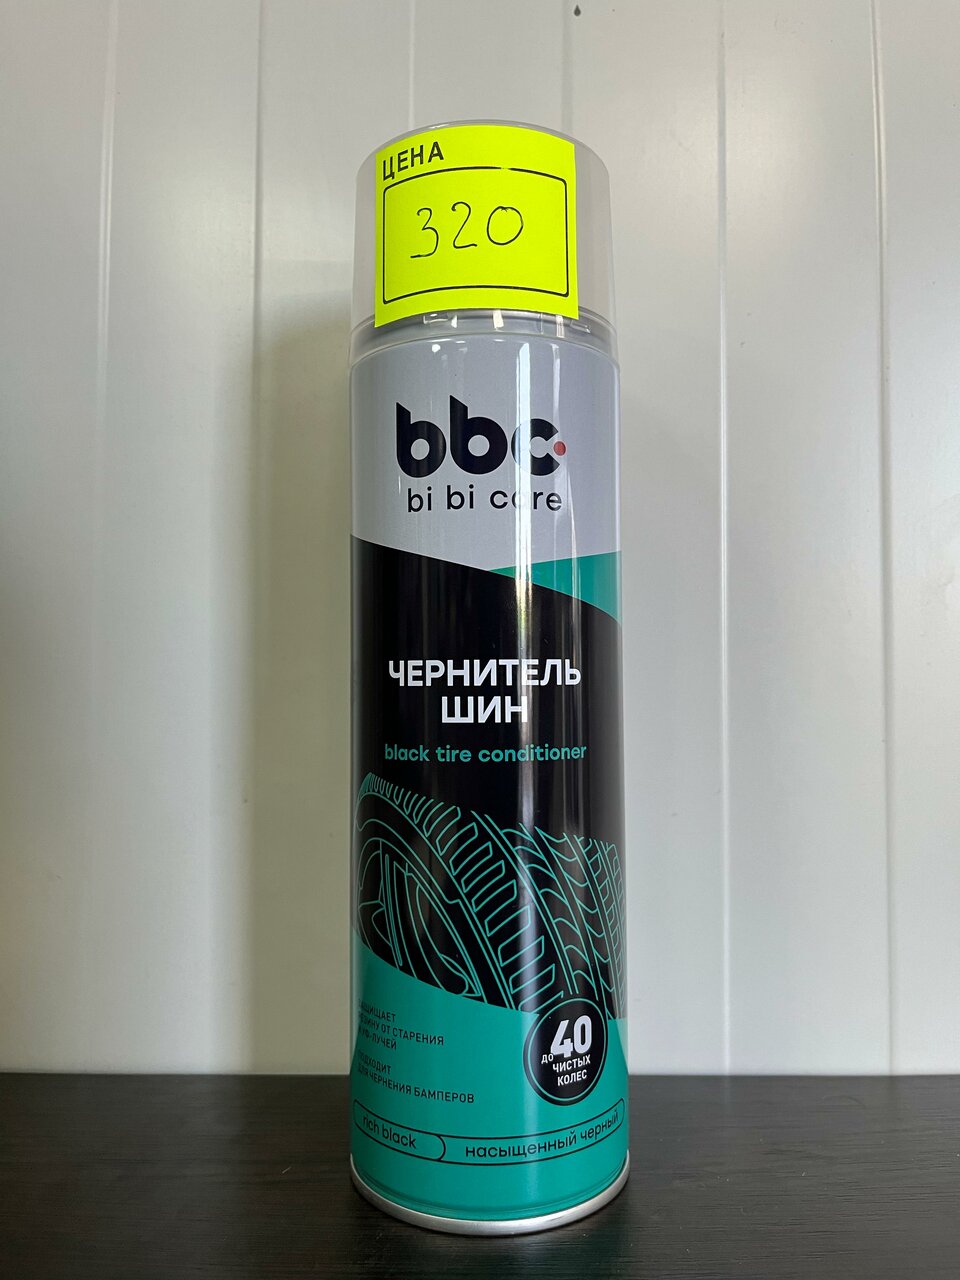 ЦЕНА
320
bbc
bi bi care
ЧЕРНИТЕЛЬ
ШИН
black tire conditioner
ЗАЩИЩАЕТ
РЕЗИНУ ОТ СТАРЕНИЯ
И УФ-ЛУЧЕЙ
ПОДХОДИТ
ДЛЯ ЧЕРНЕНИЯ БАМПЕРОВ
ДО 40
ЧИСТЫХ
КОЛЕС
rich black
насыщенный черный